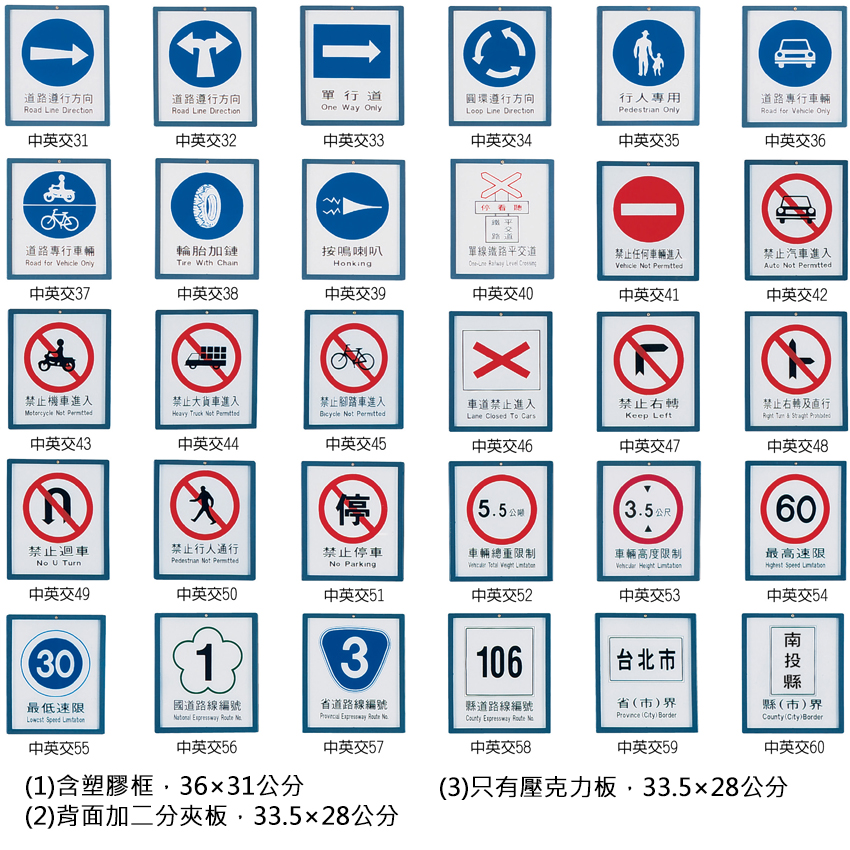 道路遵行方向
Road Line Direction
中英交31
道路遵行方向
Road Line Direction
中英交32
單行道
One Way Only
中英交33
圓環遵行方向
Loop Line Direction
中英交34
行人專用
Pedestrian Only
中英交35
道路專行車輛
Road for Vehicle Only
中英交36
道路專行車輛
Road for Vehicle Only
中英交37
輪胎加鏈
Tire With Chain
中英交38
按鳴喇叭
Honking
中英交39
停看聽
鐵平
交
路道
單線鐵路平交道
One-Line Railway Level Crossing
中英交40
禁止任何車輛進入
Vehicle Not Permitted
中英交41
禁止汽車進入
Auto Not Permitted
中英交42
禁止機車進入
Motorcycle Not Permitted
中英交43
禁止大貨車進入
Heavy Truck Not Permitted
中英交44
禁止腳踏車進入
Bicycle Not Permitted
中英交45
車道禁止進入
Lane Closed To Cars
中英交46
禁止右轉
Keep Left
中英交47
禁止右轉及直行
Right Turn & Straight Prohibited
中英交48
禁止迴車
No U Turn
中英交49
禁止行人通行
Pedestrian Not Permitted
中英交50
停
禁止停車
No Parking
中英交51
5.5公噸
車輛總重限制
Vehicular Total Weight Limitation
中英交52
3.5公尺
車輛高度限制
Vehicular Height Limitation
中英交53
60
最高速限
Highest Speed Limitation
中英交54
30
最低速限
Lowest Speed Limitation
中英交55
1
國道路線編號
National Expressway Route No.
中英交56
3
省道路線編號
Provincial Expressway Route No.
中英交57
106
縣道路線編號
County Expressway Route No.
中英交58
台北市
省(市)界
Province (City) Border
中英交59
南投縣
縣(市)界
County (City) Border
中英交60
(1)含塑膠框，36×31公分
(2)背面加二分夾板，33.5×28公分
(3)只有壓克力板，33.5×28公分